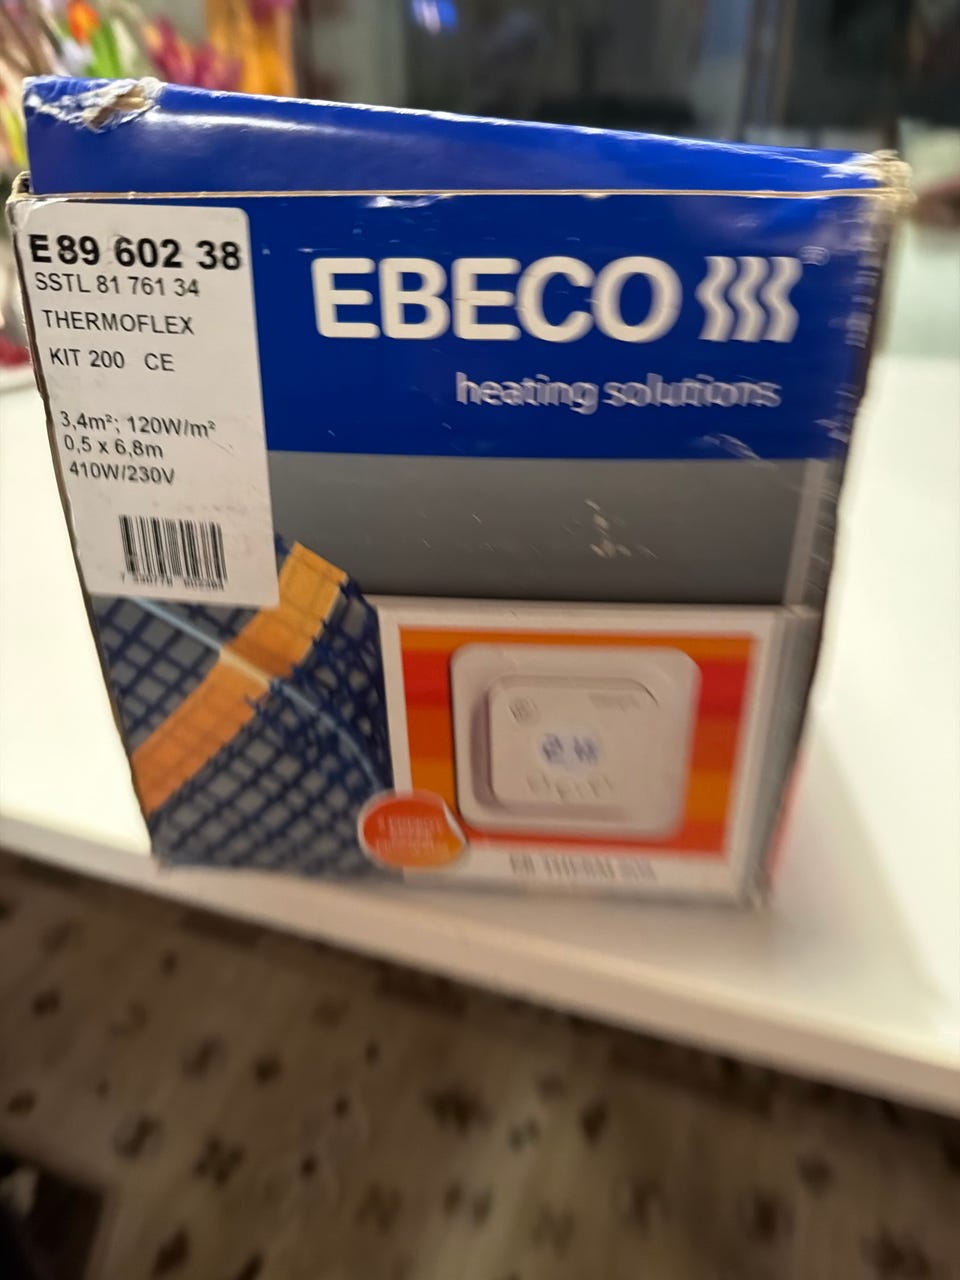 E 89 602 38
SSTL 81 761 34
THERMOFLEX
KIT 200 CE
3,4m²; 120W/m²
0,5 x 6,8m
410W/230V
EBECO ®
heating solutions